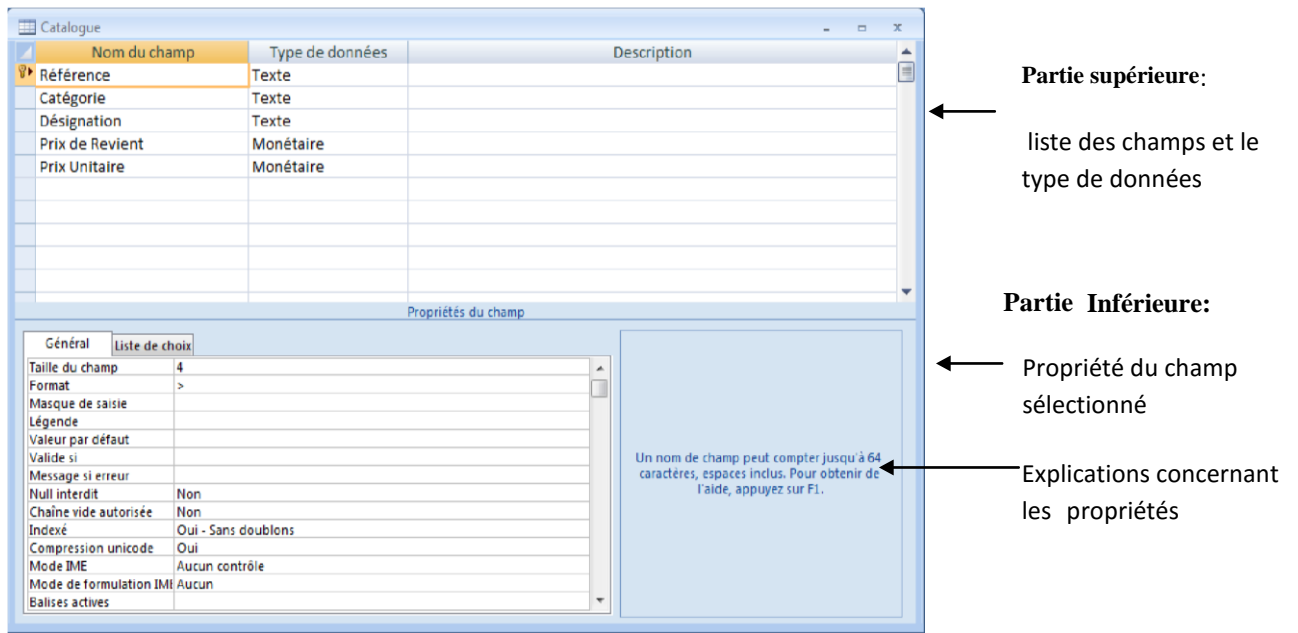 Catalogue
Nom du champ Type de données Description
Référence Texte
Catégorie Texte
Désignation Texte
Prix de Revient Monétaire
Prix Unitaire Monétaire
Propriétés du champ
Général Liste de choix
Taille du champ 4
Format >
Masque de saisie
Légende
Valeur par défaut
Valide si
Message si erreur
Null interdit Non
Chaîne vide autorisée Non
Indexé Oui - Sans doublons
Compression unicode Oui
Mode IME Aucun contrôle
Mode de formulation IME Aucun
Balises actives
Un nom de champ peut compter jusqu'à 64
caractères, espaces inclus. Pour obtenir de
l'aide, appuyez sur F1.
Partie supérieure:
liste des champs et le
type de données
Partie Inférieure:
Propriété du champ
sélectionné
Explications concernant
les propriétés